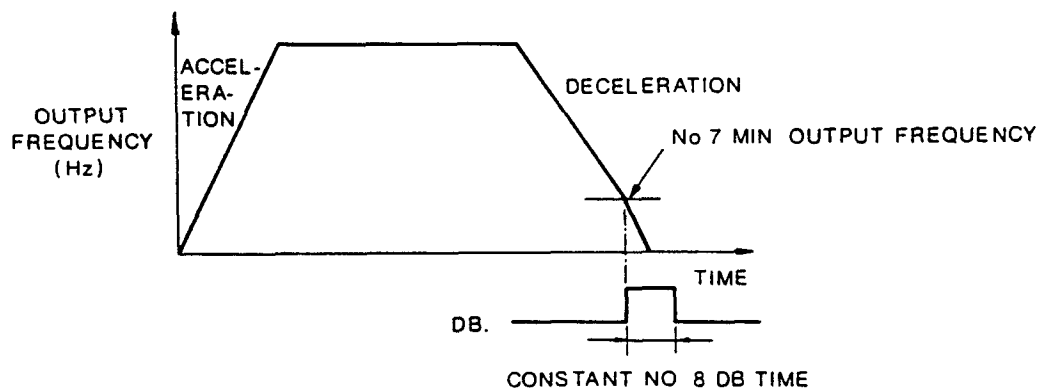 ACCEL-
ERA-
TION
OUTPUT
FREQUENCY
(Hz)
DECELERATION
No 7 MIN OUTPUT FREQUENCY
TIME
DB.
CONSTANT NO 8 DB TIME